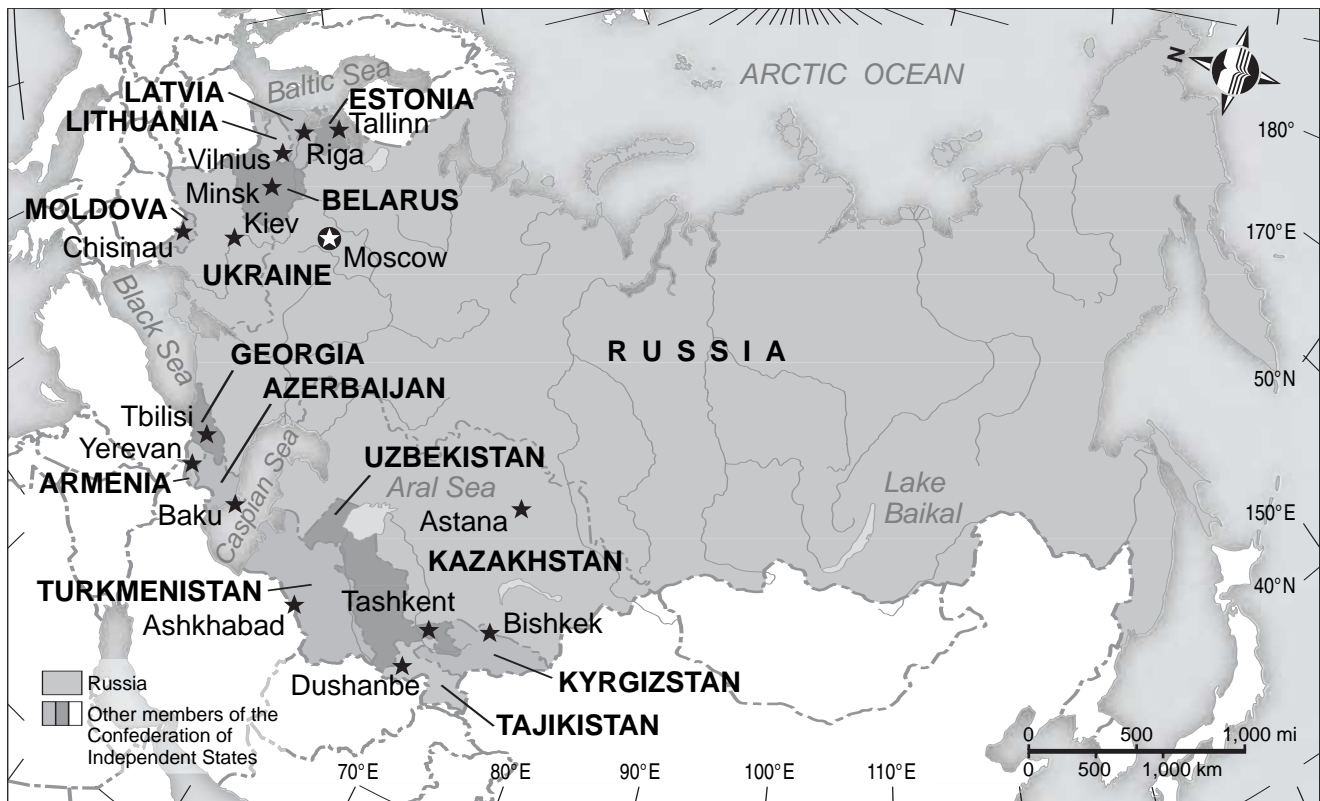 ARCTIC OCEAN
N
Baltic Sea
LATVIA
ESTONIA
LITHUANIA
Tallinn
180°
Vilnius
Riga
Minsk
BELARUS
MOLDOVA
Kiev
Chisinau
Moscow
170°E
UKRAINE
Black Sea
GEORGIA
RUSSIA
AZERBAIJAN
50°N
Tbilisi
Yerevan
UZBEKISTAN
ARMENIA
Aral Sea
Lake
Baikal
Baku
Caspian Sea
Astana
150°E
KAZAKHSTAN
TURKMENISTAN
40°N
Tashkent
Ashkhabad
Bishkek
Dushanbe
KYRGIZSTAN
TAJIKISTAN
Russia
Other members of the
Confederation of
Independent States
0 500 1,000 mi
0 500 1,000 km
70°E 80°E 90°E 100°E 110°E